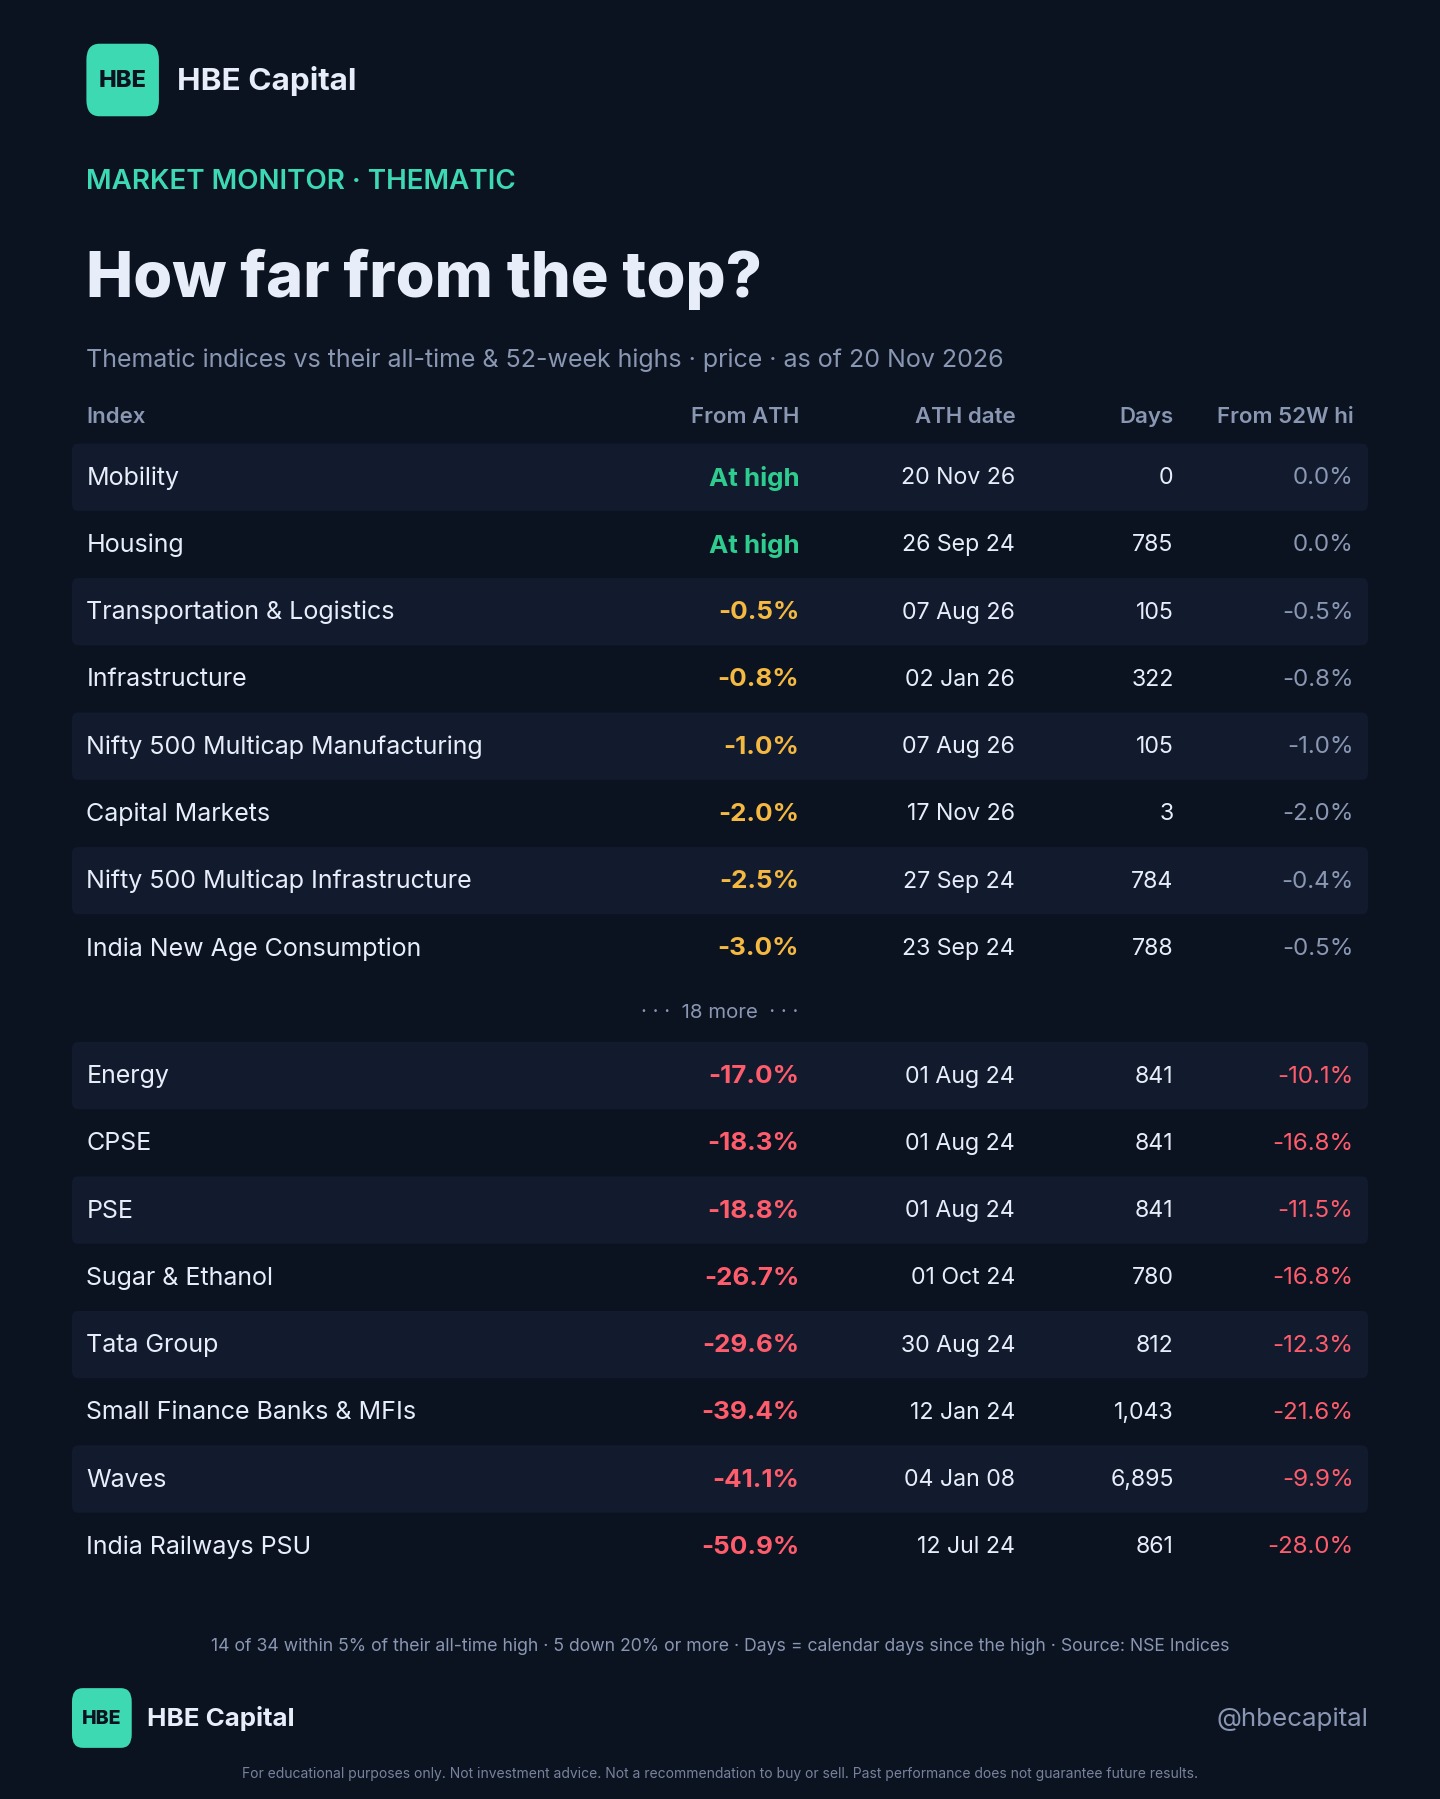 HBE HBE Capital
MARKET MONITOR · THEMATIC
How far from the top?
Thematic indices vs their all-time & 52-week highs · price · as of 20 Nov 2026
Index From ATH ATH date Days From 52W hi
Mobility At high 20 Nov 26 0 0.0%
Housing At high 26 Sep 24 785 0.0%
Transportation & Logistics -0.5% 07 Aug 26 105 -0.5%
Infrastructure -0.8% 02 Jan 26 322 -0.8%
Nifty 500 Multicap Manufacturing -1.0% 07 Aug 26 105 -1.0%
Capital Markets -2.0% 17 Nov 26 3 -2.0%
Nifty 500 Multicap Infrastructure -2.5% 27 Sep 24 784 -0.4%
India New Age Consumption -3.0% 23 Sep 24 788 -0.5%
· · · 18 more · · ·
Energy -17.0% 01 Aug 24 841 -10.1%
CPSE -18.3% 01 Aug 24 841 -16.8%
PSE -18.8% 01 Aug 24 841 -11.5%
Sugar & Ethanol -26.7% 01 Oct 24 780 -16.8%
Tata Group -29.6% 30 Aug 24 812 -12.3%
Small Finance Banks & MFIs -39.4% 12 Jan 24 1,043 -21.6%
Waves -41.1% 04 Jan 08 6,895 -9.9%
India Railways PSU -50.9% 12 Jul 24 861 -28.0%
14 of 34 within 5% of their all-time high · 5 down 20% or more · Days = calendar days since the high · Source: NSE Indices
HBE HBE Capital @hbecapital
For educational purposes only. Not investment advice. Not a recommendation to buy or sell. Past performance does not guarantee future results.